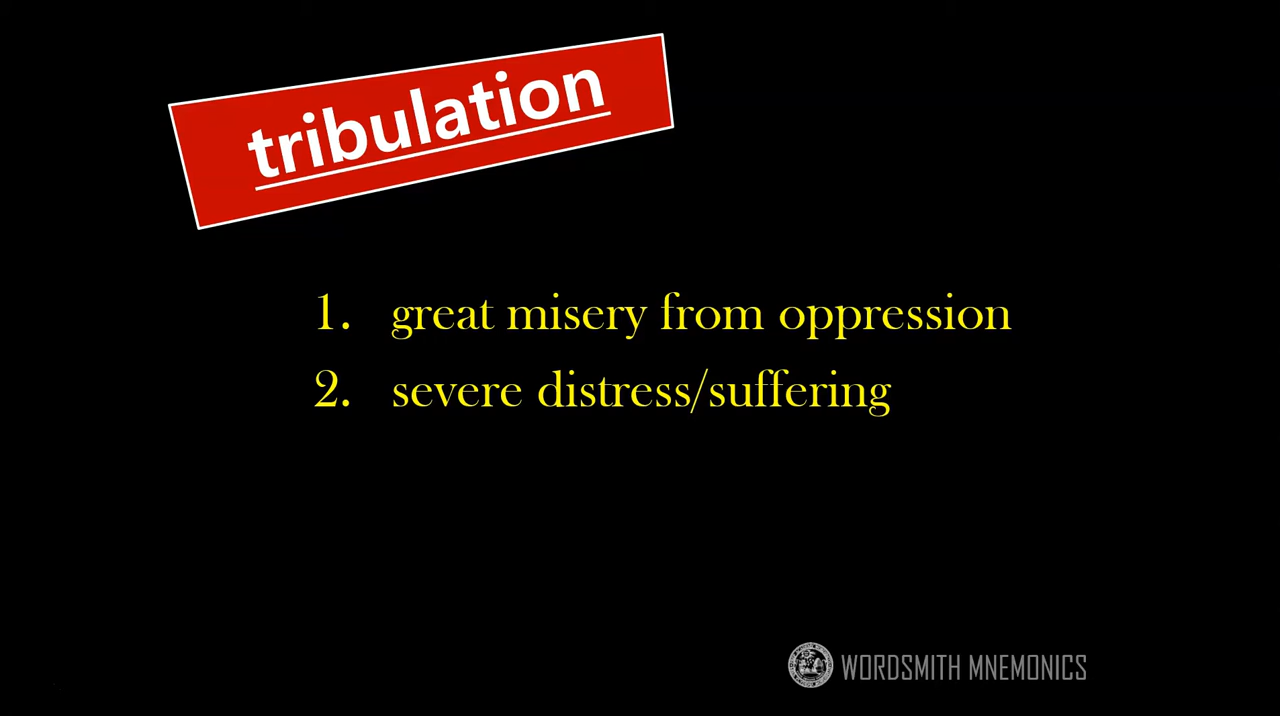 tribulation
1. great misery from oppression
2. severe distress/suffering
WORDSMITH MNEMONICS